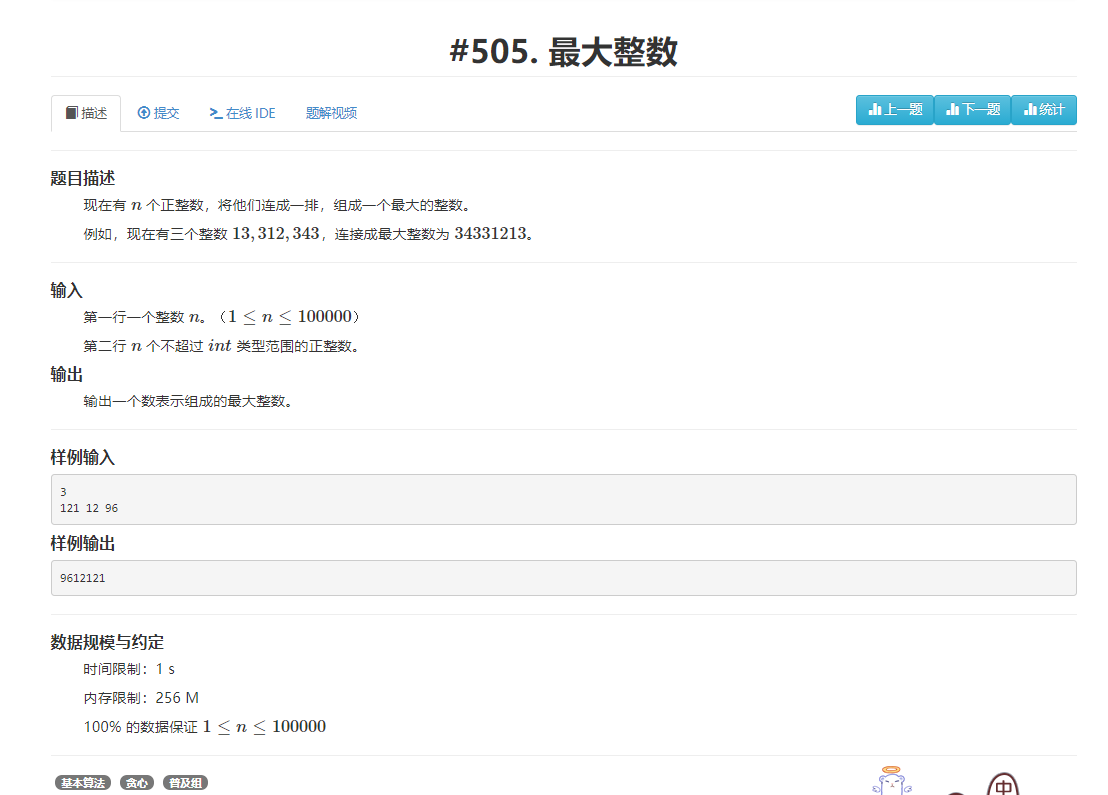 #505. 最大整数
描述 提交 在线 IDE 题解视频 上一题 下一题 统计
题目描述
现在有 n 个正整数，将他们连成一排，组成一个最大的整数。
例如，现在有三个整数 13,312,343，连接成最大整数为 34331213。
输入
第一行一个整数 n。（1 ≤ n ≤ 100000）
第二行 n 个不超过 int 类型范围的正整数。
输出
输出一个数表示组成的最大整数。
样例输入
3
121 12 96
样例输出
9612121
数据规模与约定
时间限制：1 s
内存限制：256 M
100% 的数据保证 1 ≤ n ≤ 100000
基本算法 贪心 普及组
中